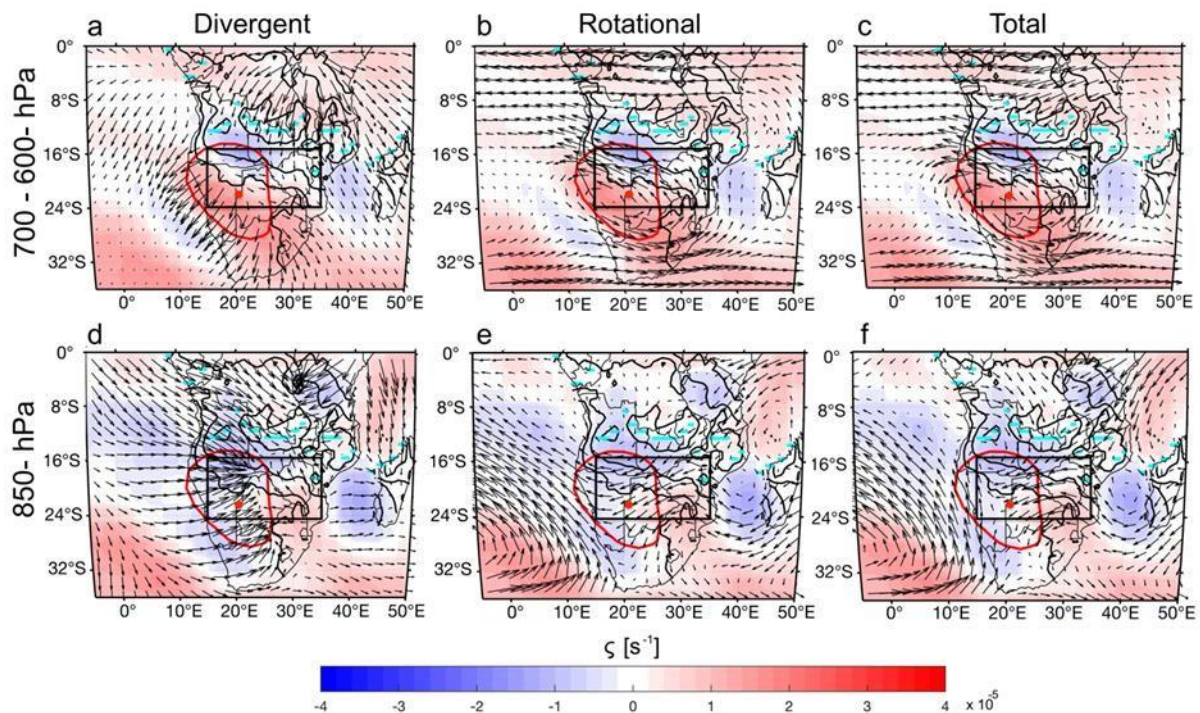 a Divergent b Rotational c Total
700 - 600- hPa
0° 0° 0°
8°S 8°S 8°S
16°S 16°S 16°S
24°S 24°S 24°S
32°S 32°S 32°S
0° 10°E 20°E 30°E 40°E 50°E 0° 10°E 20°E 30°E 40°E 50°E 0° 10°E 20°E 30°E 40°E 50°E
d e f
850- hPa
0° 0° 0°
8°S 8°S 8°S
16°S 16°S 16°S
24°S 24°S 24°S
32°S 32°S 32°S
0° 10°E 20°E 30°E 40°E 50°E 0° 10°E 20°E 30°E 40°E 50°E 0° 10°E 20°E 30°E 40°E 50°E
ς [s⁻¹]
-4 -3 -2 -1 0 1 2 3 4 x 10⁻⁵